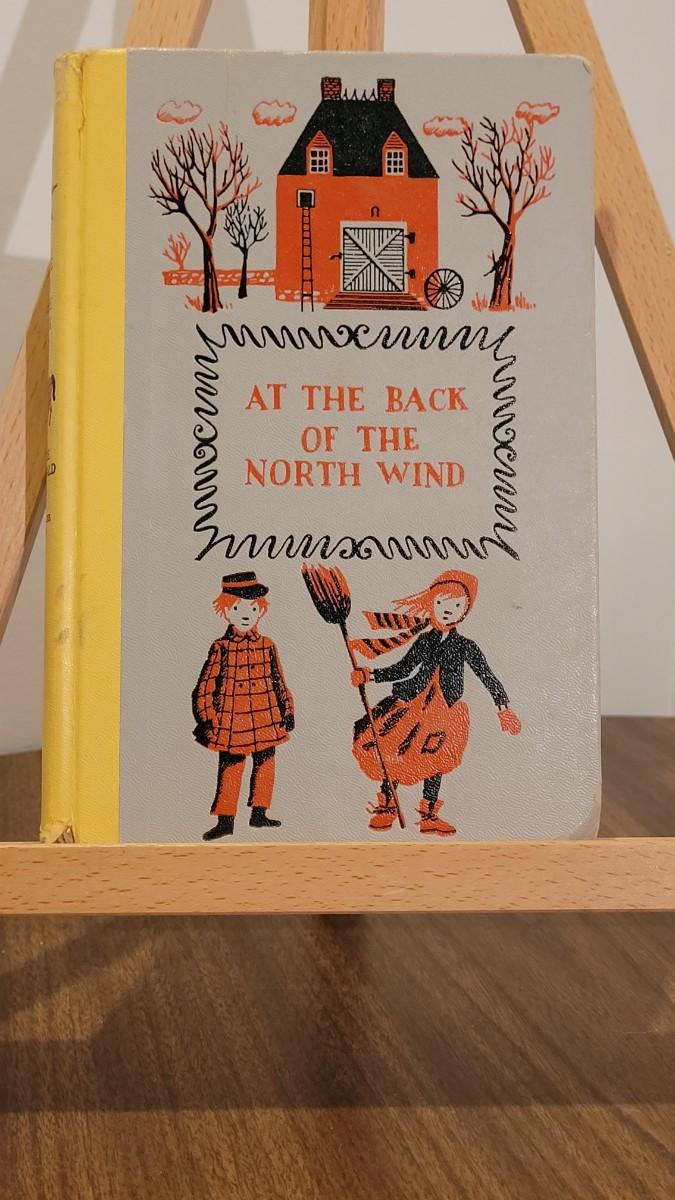 AT THE BACK
OF THE
NORTH WIND